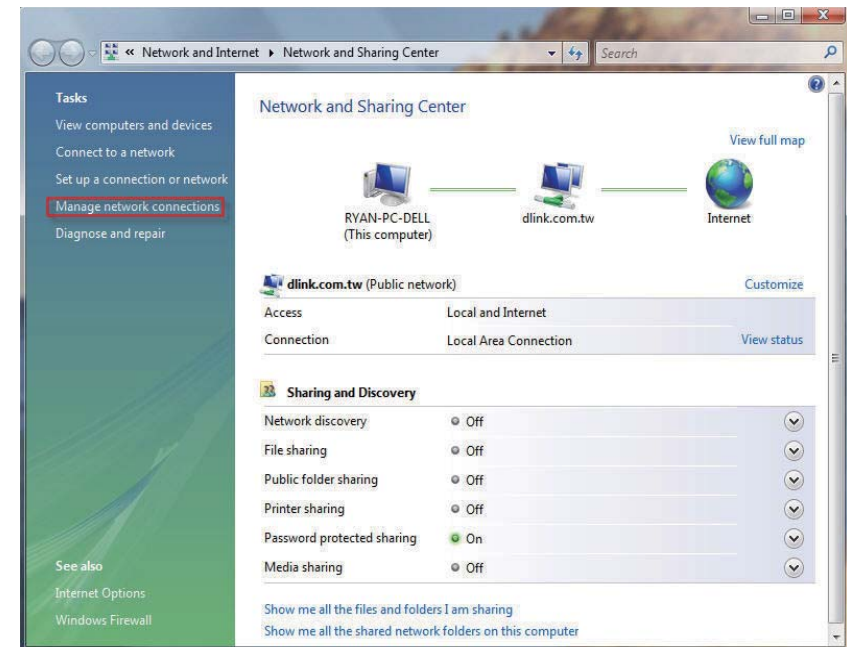 « Network and Internet ▸ Network and Sharing Center
Search
Tasks
View computers and devices
Connect to a network
Set up a connection or network
Manage network connections
Diagnose and repair
See also
Internet Options
Windows Firewall
Network and Sharing Center
View full map
RYAN-PC-DELL
(This computer)
dlink.com.tw
Internet
dlink.com.tw (Public network) Customize
Access Local and Internet
Connection Local Area Connection View status
Sharing and Discovery
Network discovery Off
File sharing Off
Public folder sharing Off
Printer sharing Off
Password protected sharing On
Media sharing Off
Show me all the files and folders I am sharing
Show me all the shared network folders on this computer